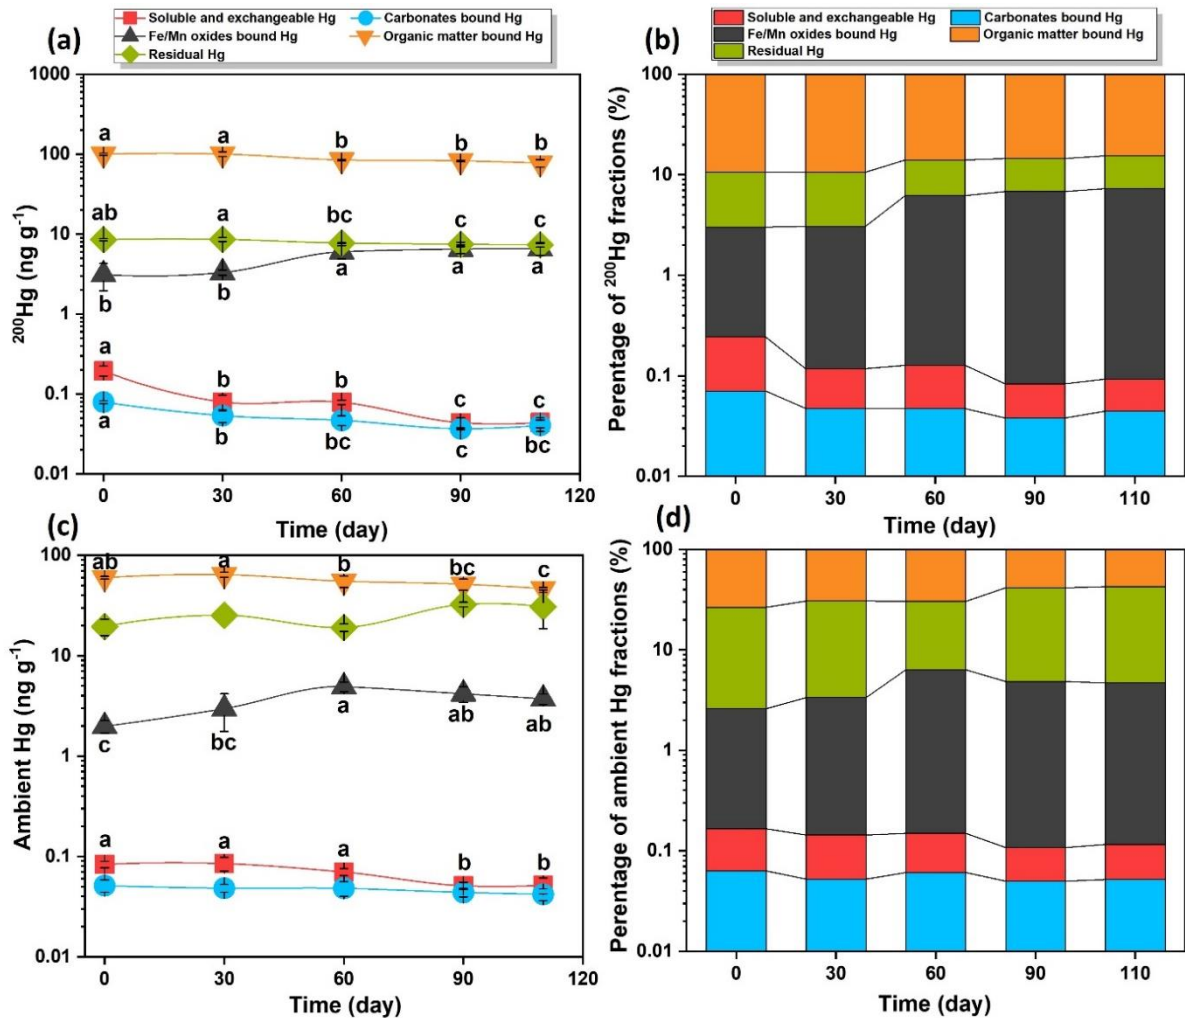 (a)
Soluble and exchangeable Hg
Carbonates bound Hg
Fe/Mn oxides bound Hg
Organic matter bound Hg
Residual Hg
1000
100
10
1
0.1
0.01
²⁰⁰Hg (ng g⁻¹)
a a b b b
ab a bc c c
b b a a a
a b b c c
a b bc c bc
0 30 60 90 120
Time (day)
(b)
Soluble and exchangeable Hg
Carbonates bound Hg
Fe/Mn oxides bound Hg
Organic matter bound Hg
Residual Hg
100
10
1
0.1
0.01
Perentage of ²⁰⁰Hg fractions (%)
0 30 60 90 110
Time (day)
(c)
100
10
1
0.1
0.01
Ambient Hg (ng g⁻¹)
ab a b bc c
c bc a ab ab
a a a b b
0 30 60 90 120
Time (day)
(d)
100
10
1
0.1
0.01
Perentage of ambient Hg fractions (%)
0 30 60 90 110
Time (day)